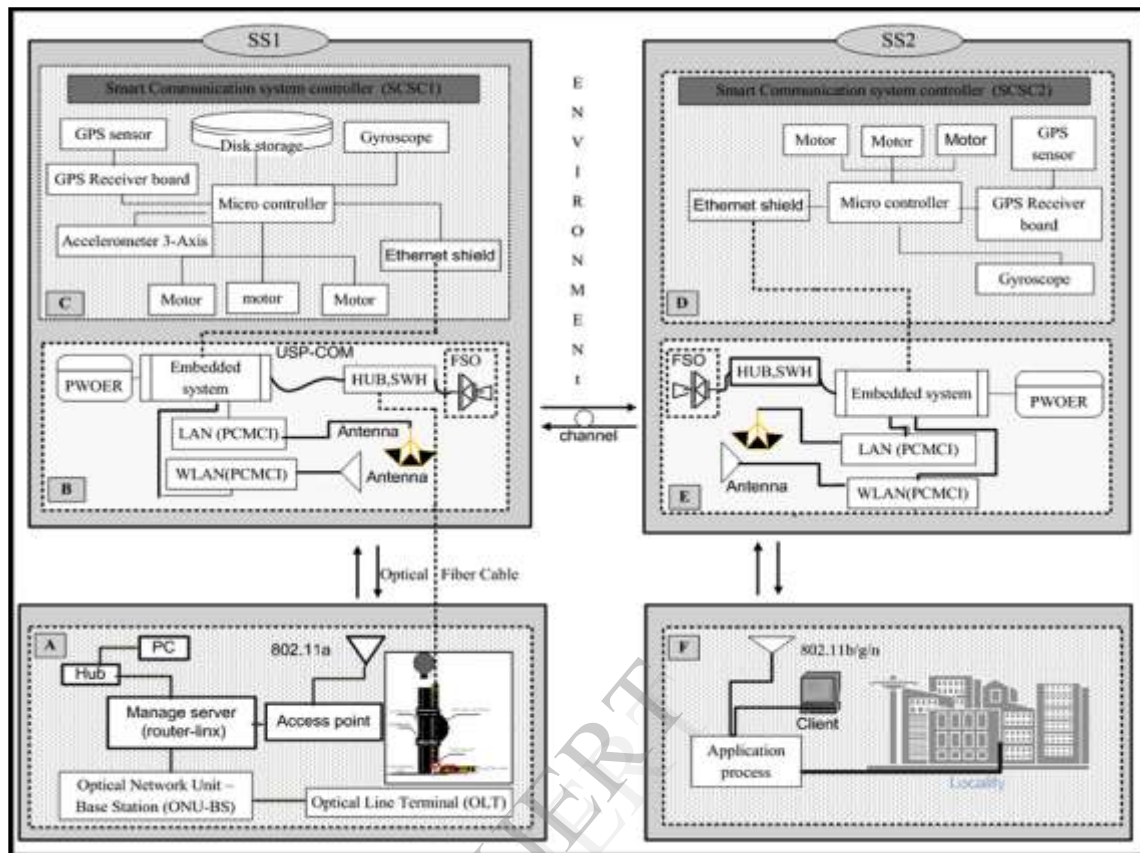 SS1
Smart Communication system controller (SCSC1)
GPS sensor
Disk storage
Gyroscope
GPS Receiver board
Micro controller
Accelerometer 3-Axis
Ethernet shield
Motor
motor
Motor
C
USP-COM
PWOER
Embedded
system
HUB,SWH
FSO
LAN (PCMCI)
Antenna
WLAN(PCMCI)
Antenna
B
ENVIRONMENt
channel
SS2
Smart Communication system controller (SCSC2)
Motor
Motor
Motor
GPS
sensor
Ethernet shield
Micro controller
GPS Receiver
board
Gyroscope
D
FSO
HUB,SWH
Embedded system
PWOER
LAN (PCMCI)
Antenna
WLAN(PCMCI)
E
Optical Fiber Cable
A
PC
802.11a
Hub
Manage server
(router-linx)
Access point
Optical Network Unit –
Base Station (ONU-BS)
Optical Line Terminal (OLT)
F
802.11b/g/n
Client
Application
process
Locality
IJERT